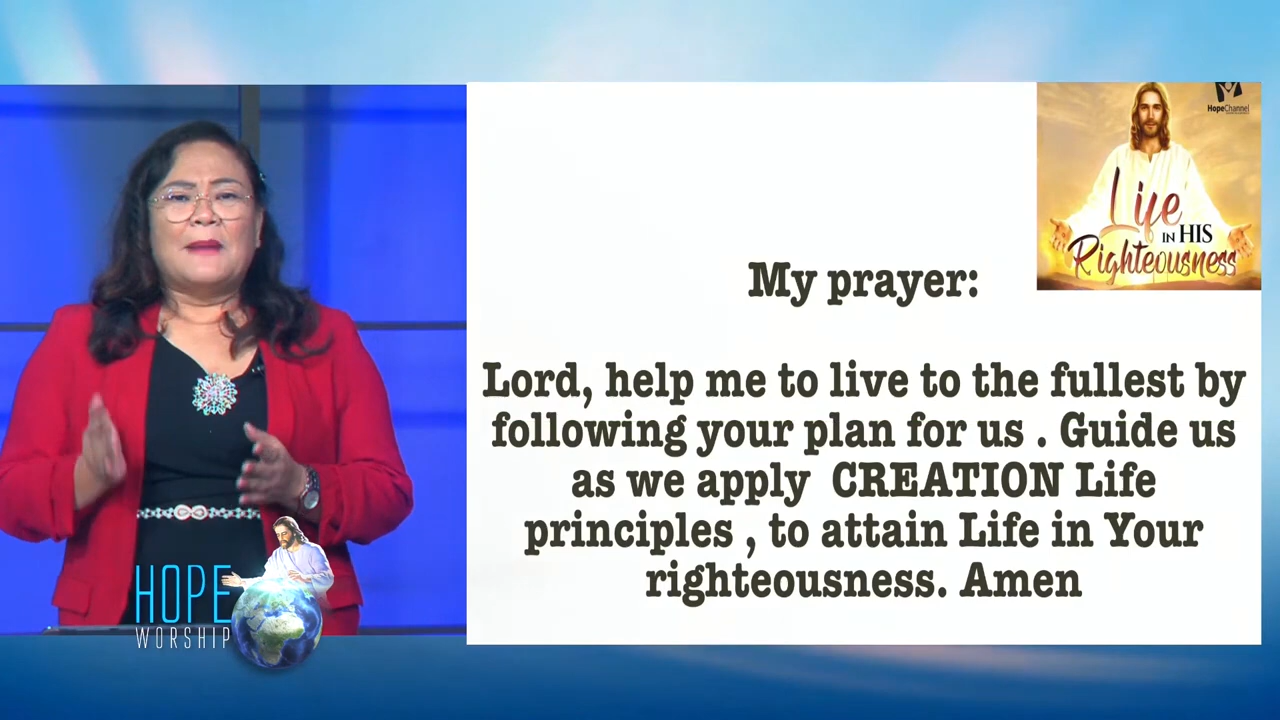 HopeChannel
Life
IN HIS
Righteousness
My prayer:
Lord, help me to live to the fullest by
following your plan for us . Guide us
as we apply  CREATION Life
principles , to attain Life in Your
righteousness. Amen
HOPE
WORSHIP